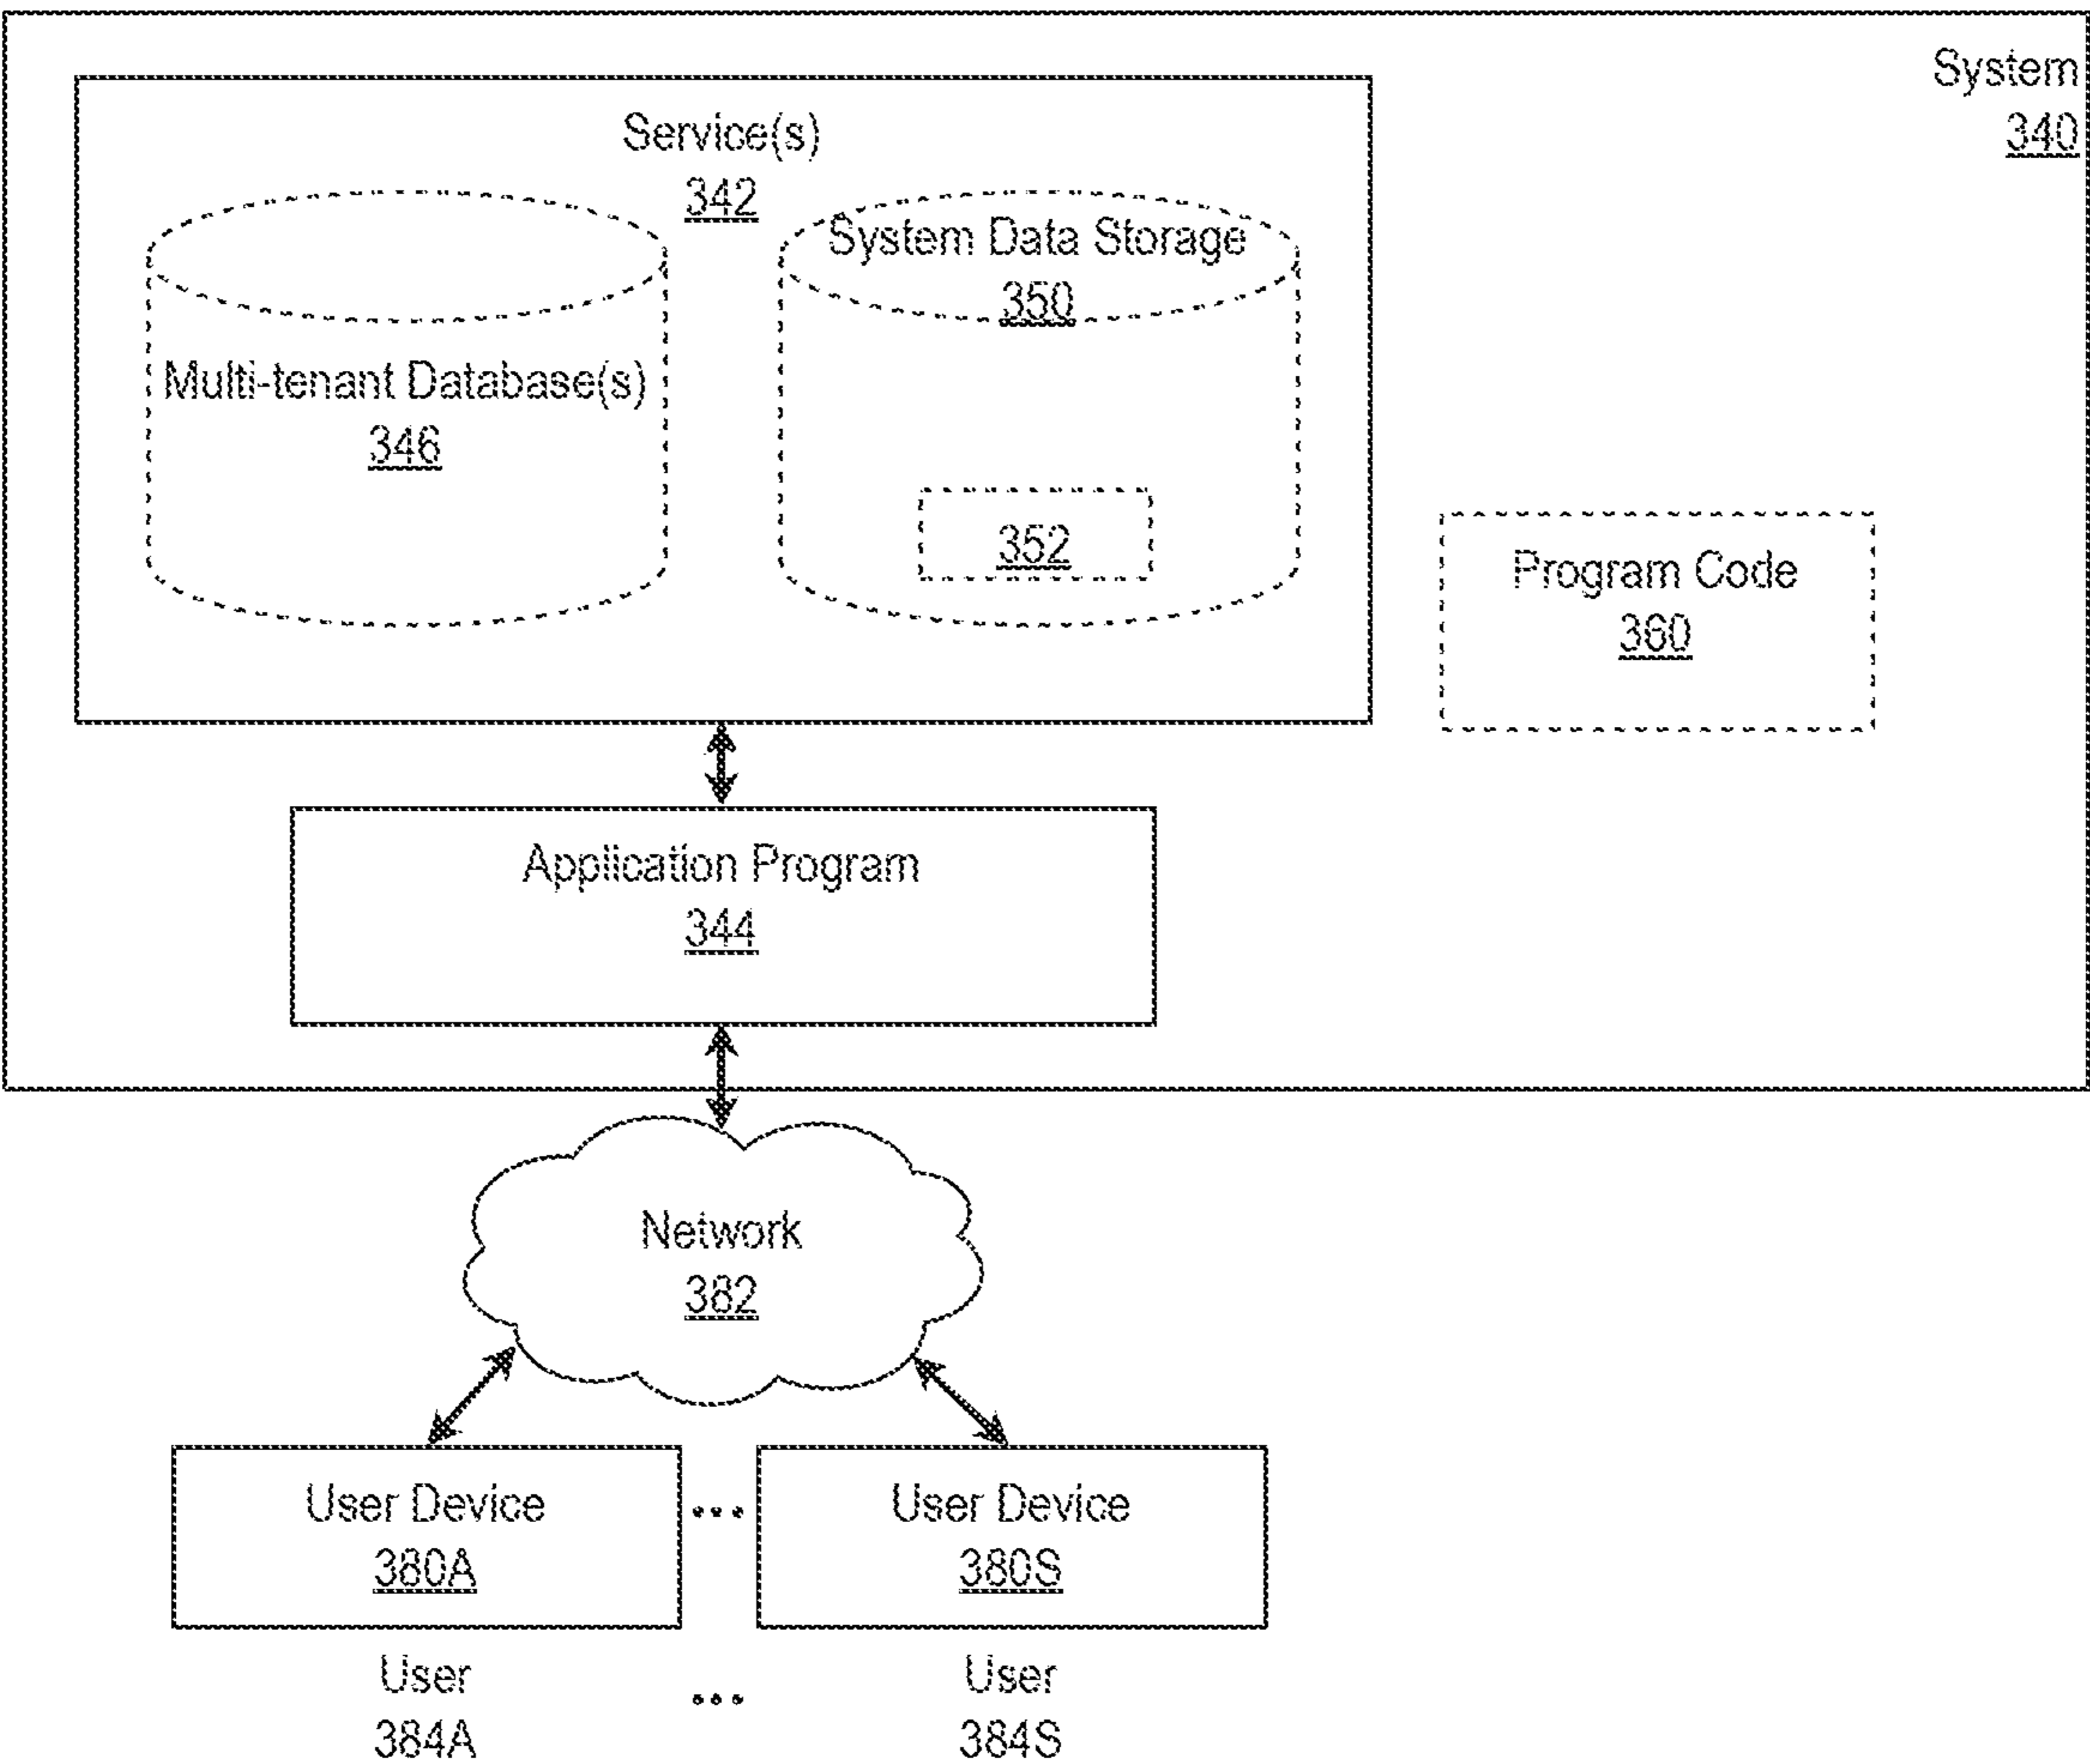 System
340
Service(s)
342
System Data Storage
350
Multi-tenant Database(s)
346
352
Program Code
360
Application Program
344
Network
382
User Device
380A
...
User Device
380S
User
384A
...
User
384S